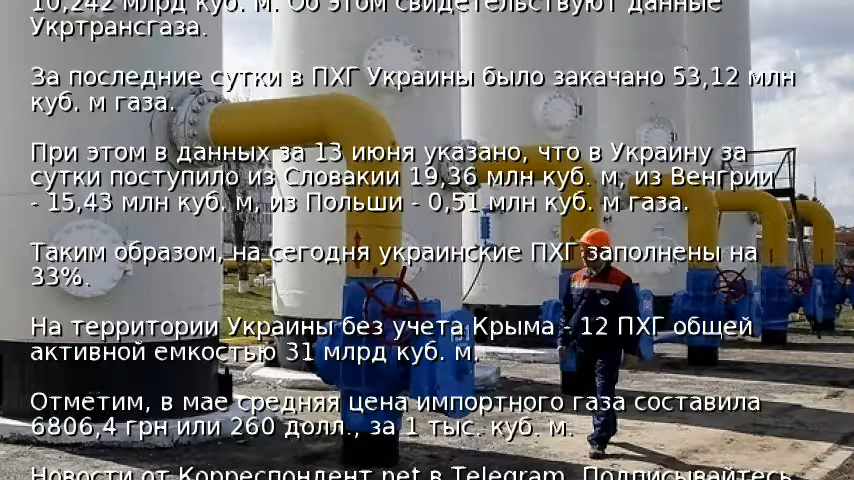 10,242 млрд куб. м. Об этом свидетельствуют данные
Укртрансгаза.
За последние сутки в ПХГ Украины было закачано 53,12 млн
куб. м газа.
При этом в данных за 13 июня указано, что в Украину за
сутки поступило из Словакии 19,36 млн куб. м, из Венгрии
- 15,43 млн куб. м, из Польши - 0,51 млн куб. м газа.
Таким образом, на сегодня украинские ПХГ заполнены на
33%.
На территории Украины без учета Крыма - 12 ПХГ общей
активной емкостью 31 млрд куб. м.
Отметим, в мае средняя цена импортного газа составила
6806,4 грн или 260 долл., за 1 тыс. куб. м.
Новости от Корреспондент.net в Telegram. Подписывайтесь